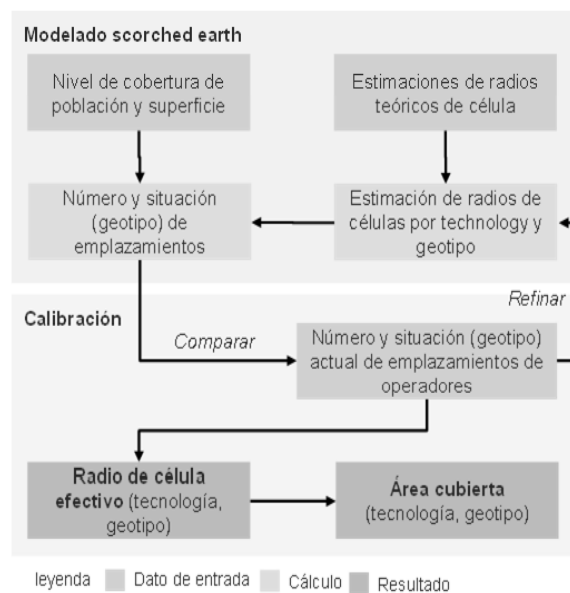 Modelado scorched earth
Nivel de cobertura de
población y superficie
Estimaciones de radios
teóricos de célula
Número y situación
(geotipo) de
emplazamientos
Estimación de radios de
células por technology y
geotipo
Refinar
Calibración
Comparar
Número y situación (geotipo)
actual de emplazamientos de
operadores
Radio de célula
efectivo (tecnología,
geotipo)
Área cubierta
(tecnología, geotipo)
leyenda Dato de entrada Cálculo Resultado